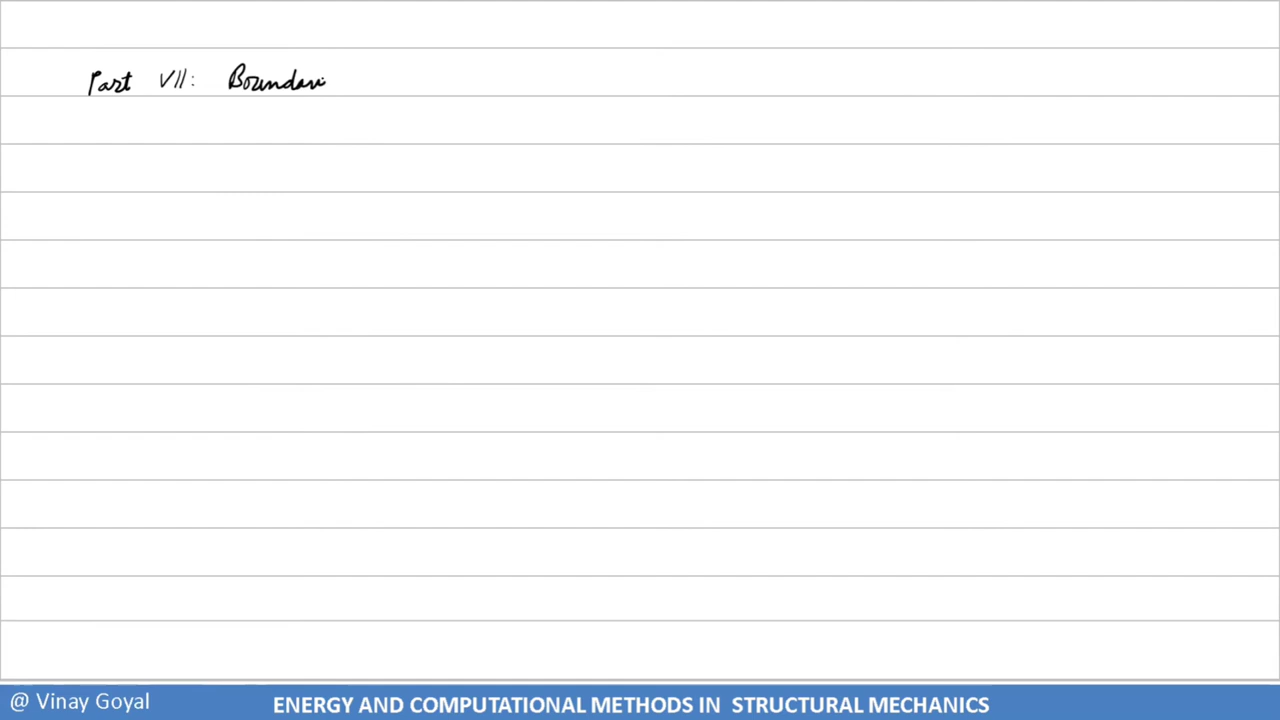 Part VII: Boundari
@ Vinay Goyal
ENERGY AND COMPUTATIONAL METHODS IN STRUCTURAL MECHANICS